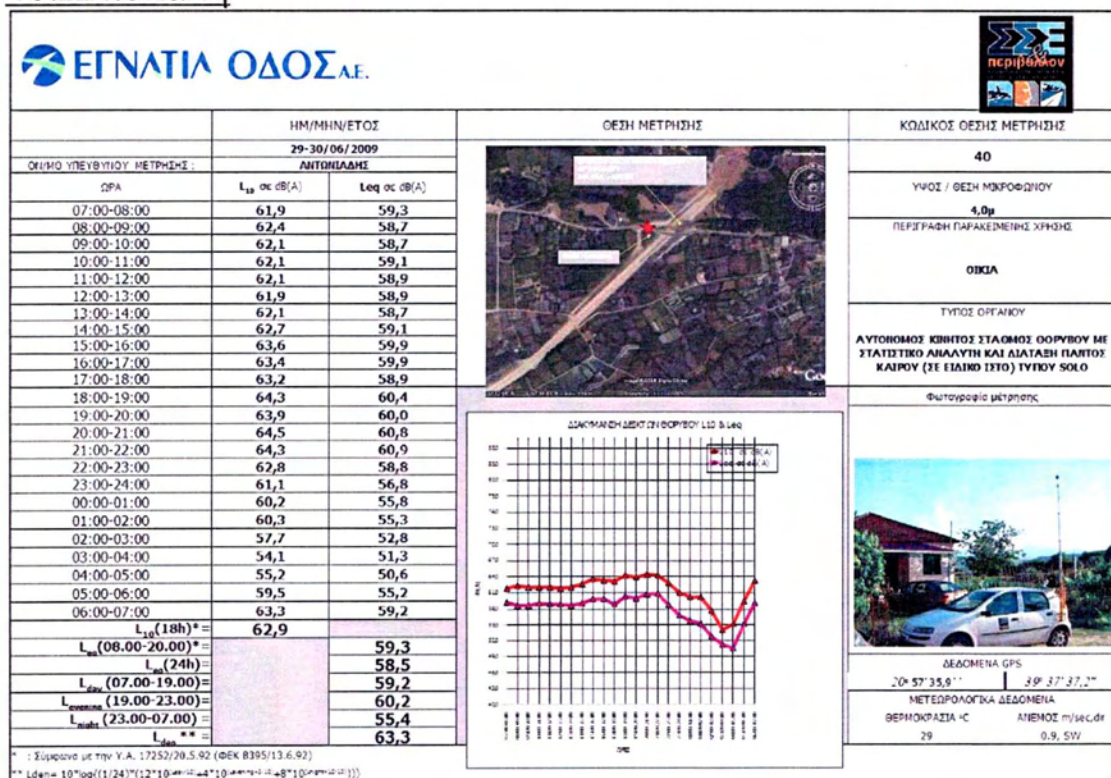 ΕΓΝΑΤΙΑ ΟΔΟΣ Α.Ε.
ΣΣΕ
περιβάλλον
ΗΜ/ΜΗΝ/ΕΤΟΣ
ΘΕΣΗ ΜΕΤΡΗΣΗΣ
ΚΩΔΙΚΟΣ ΘΕΣΗΣ ΜΕΤΡΗΣΗΣ
29-30/06/2009
40
ΟΝ/ΜΟ ΥΠΕΥΘΥΝΟΥ ΜΕΤΡΗΣΗΣ :
ΑΝΤΩΝΙΑΔΗΣ
ΩΡΑ L10 σε dB(A) Leq σε dB(A)
07:00-08:00 61,9 59,3
08:00-09:00 62,4 58,7
09:00-10:00 62,1 58,7
10:00-11:00 62,1 59,1
11:00-12:00 62,1 58,9
12:00-13:00 61,9 58,9
13:00-14:00 62,1 58,7
14:00-15:00 62,7 59,1
15:00-16:00 63,6 59,9
16:00-17:00 63,4 59,9
17:00-18:00 63,2 58,9
18:00-19:00 64,3 60,4
19:00-20:00 63,9 60,0
20:00-21:00 64,5 60,8
21:00-22:00 64,3 60,9
22:00-23:00 62,8 58,8
23:00-24:00 61,1 56,8
00:00-01:00 60,2 55,8
01:00-02:00 60,3 55,3
02:00-03:00 57,7 52,8
03:00-04:00 54,1 51,3
04:00-05:00 55,2 50,6
05:00-06:00 59,5 55,2
06:00-07:00 63,3 59,2
L10(18h)* = 62,9
Leq(08.00-20.00)* = 59,3
Leq(24h)= 58,5
Lday (07.00-19.00)= 59,2
Levening (19.00-23.00)= 60,2
Lnight (23.00-07.00) = 55,4
Lden ** = 63,3
ΥΨΟΣ / ΘΕΣΗ ΜΙΚΡΟΦΩΝΟΥ
4,0μ
ΠΕΡΙΓΡΑΦΗ ΠΑΡΑΚΕΙΜΕΝΗΣ ΧΡΗΣΗΣ
ΟΙΚΙΑ
ΤΥΠΟΣ ΟΡΓΑΝΟΥ
ΑΥΤΟΝΟΜΟΣ ΚΙΝΗΤΟΣ ΣΤΑΘΜΟΣ ΘΟΡΥΒΟΥ ΜΕ
ΣΤΑΤΙΣΤΙΚΟ ΑΝΑΛΥΤΗ ΚΑΙ ΔΙΑΤΑΞΗ ΠΑΝΤΟΣ
ΚΑΙΡΟΥ (ΣΕ ΕΙΔΙΚΟ ΙΣΤΟ) ΤΥΠΟΥ SOLO
Φωτογραφία μέτρησης
ΔΙΑΚΥΜΑΝΣΗ ΔΕΙΚΤΩΝ ΘΟΡΥΒΟΥ L10 & Leq
L10 σε dB(A)
Leq σε dB(A)
ΔΕΔΟΜΕΝΑ GPS
20° 57'35,9'' 39° 37'37,2"
ΜΕΤΕΩΡΟΛΟΓΙΚΑ ΔΕΔΟΜΕΝΑ
ΘΕΡΜΟΚΡΑΣΙΑ °C ΑΝΕΜΟΣ m/sec,dir
29 0.9, SW
* : Σύμφωνα με την Υ.Α. 17252/20.5.92 (ΦΕΚ Β395/13.6.92)